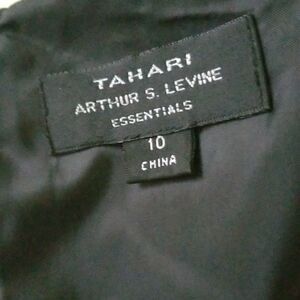 TAHARI
ARTHUR S. LEVINE
ESSENTIALS
10
CHINA